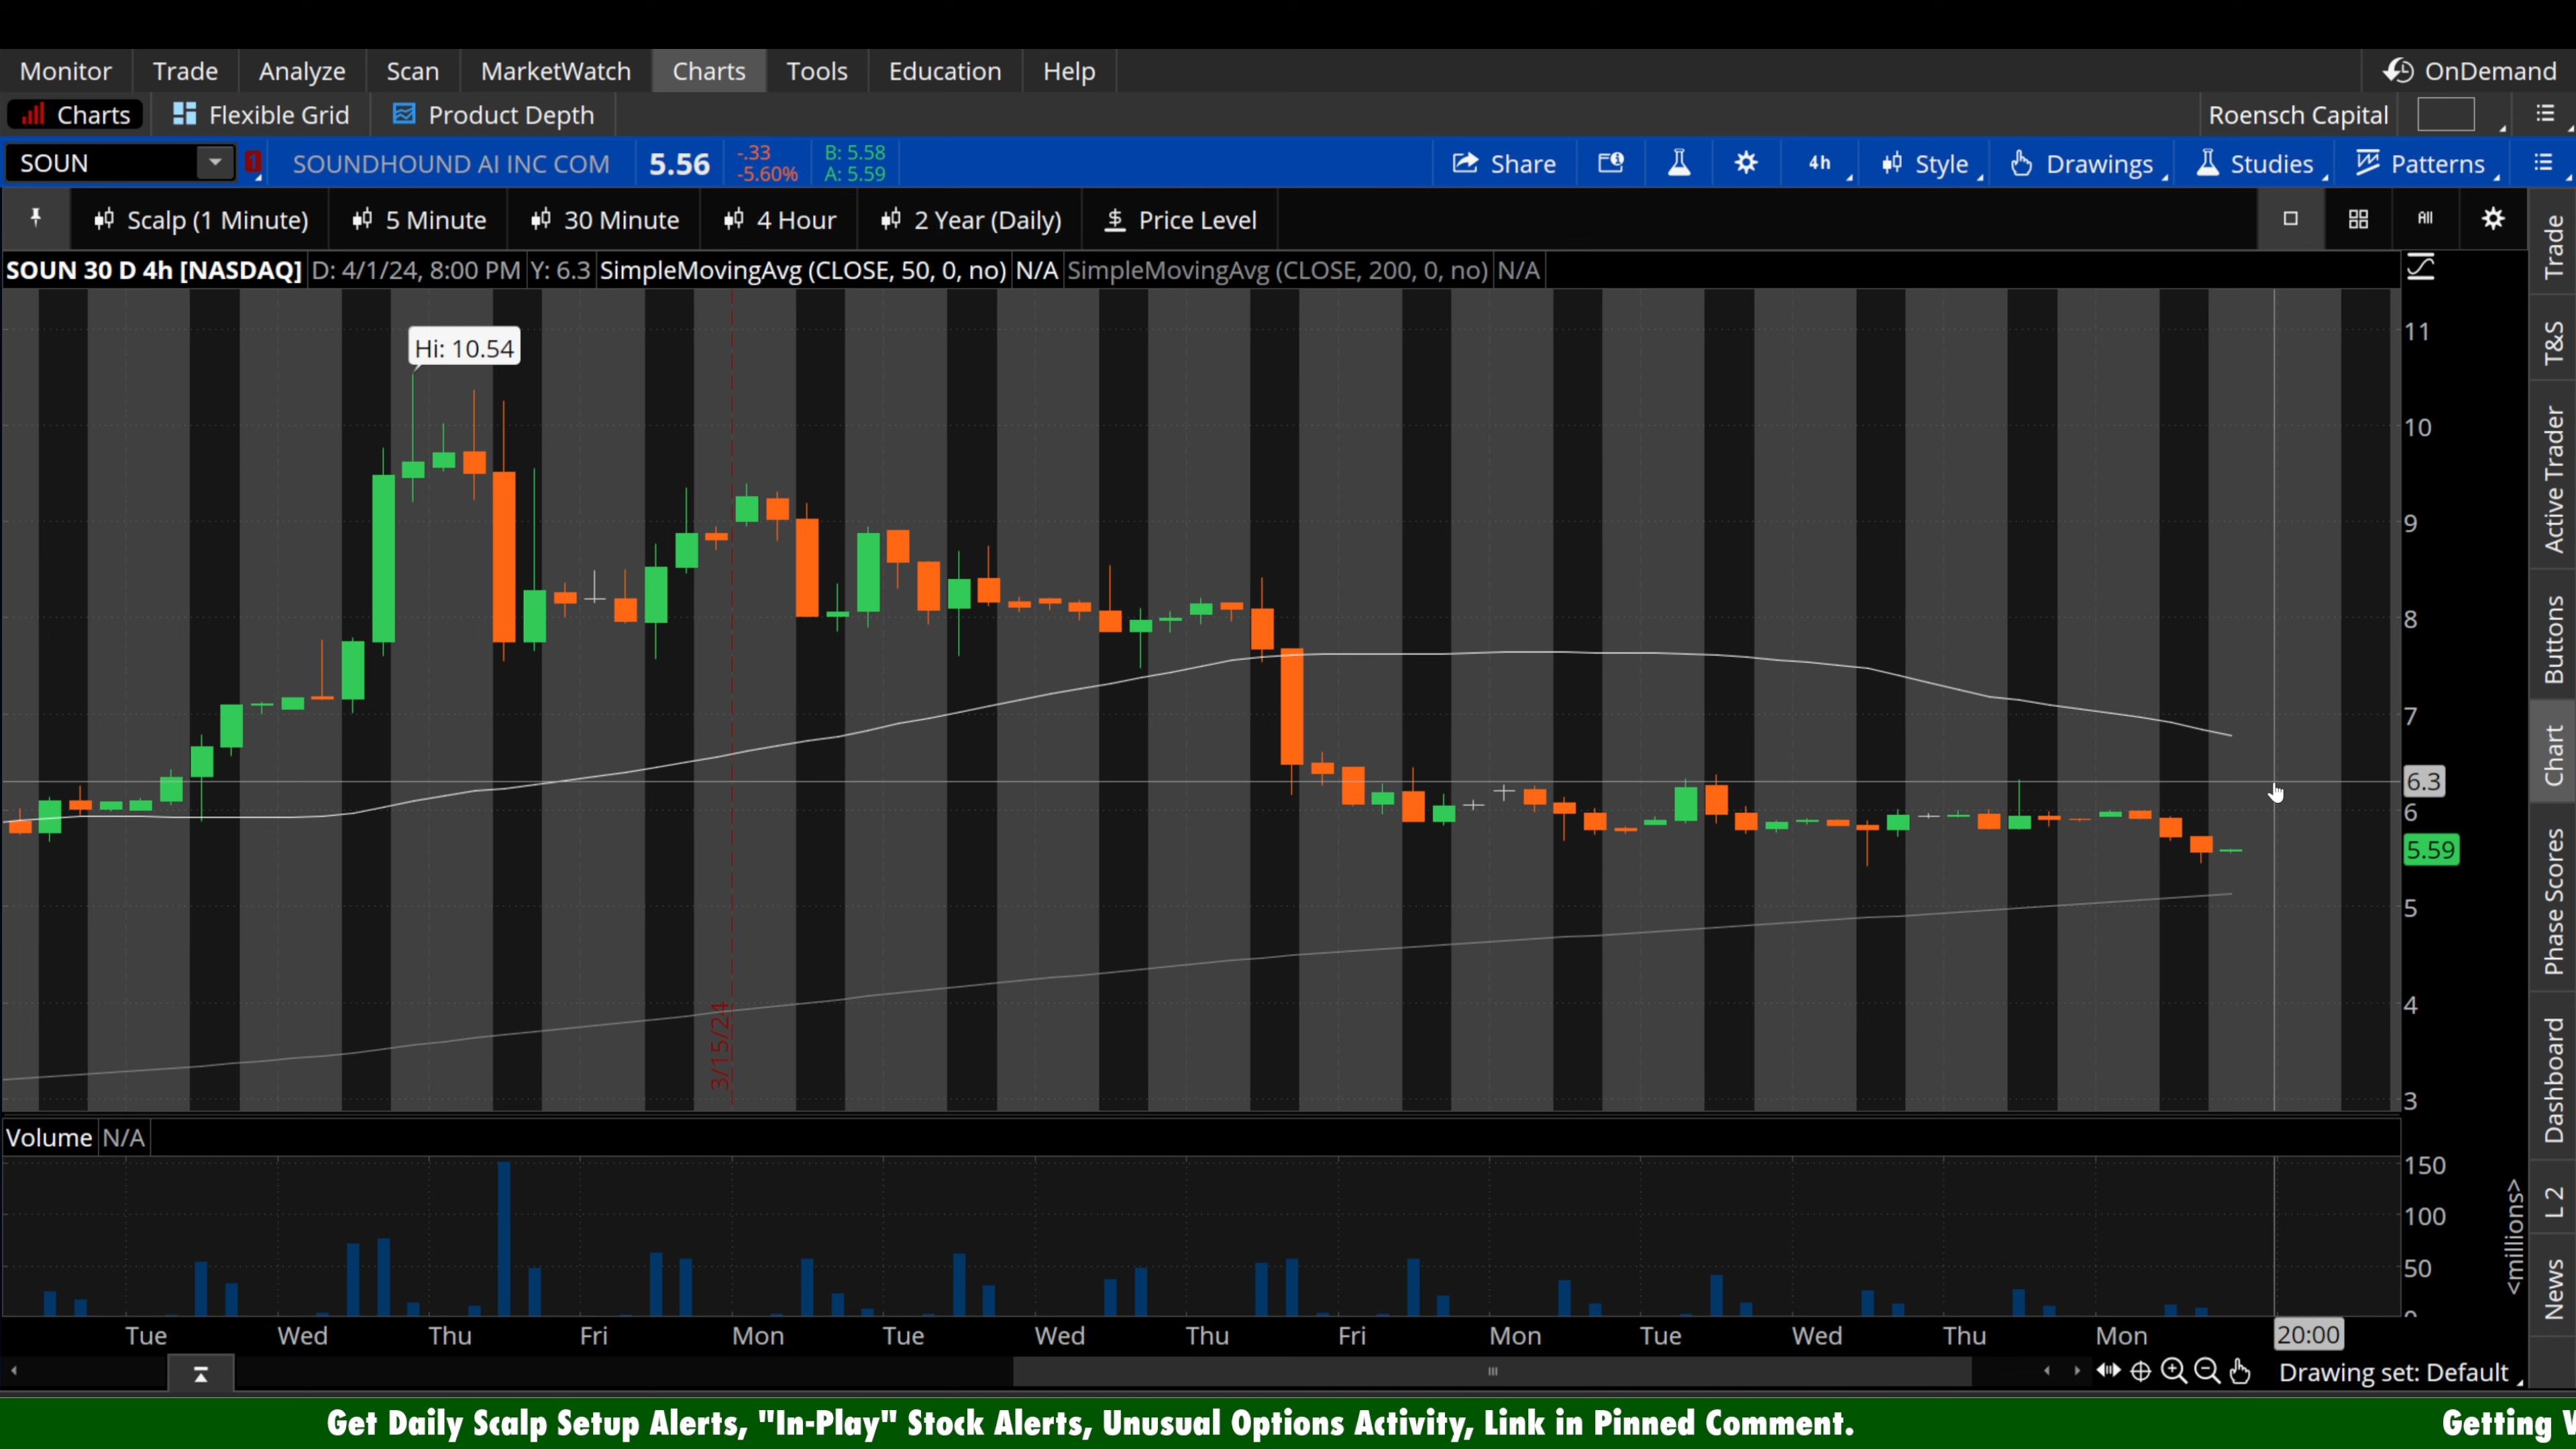 Monitor Trade Analyze Scan MarketWatch Charts Tools Education Help OnDemand
Charts Flexible Grid Product Depth Roensch Capital
SOUN 1 SOUNDHOUND AI INC COM 5.56 -.33 B: 5.58 Share 4h Style Drawings Studies Patterns
-5.60% A: 5.59
Scalp (1 Minute) 5 Minute 30 Minute 4 Hour 2 Year (Daily) $ Price Level All
SOUN 30 D 4h [NASDAQ] D: 4/1/24, 8:00 PM Y: 6.3 SimpleMovingAvg (CLOSE, 50, 0, no) N/A SimpleMovingAvg (CLOSE, 200, 0, no) N/A
Hi: 10.54
11
10
9
8
7
6.3
6
5.59
5
4
3
3/15/24
Volume N/A
150
100
50
0
<millions>
Tue Wed Thu Fri Mon Tue Wed Thu Fri Mon Tue Wed Thu Mon 20:00
Drawing set: Default
Trade
T&S
Active Trader
Buttons
Chart
Phase Scores
Dashboard
L 2
News
Get Daily Scalp Setup Alerts, "In-Play" Stock Alerts, Unusual Options Activity, Link in Pinned Comment. Getting